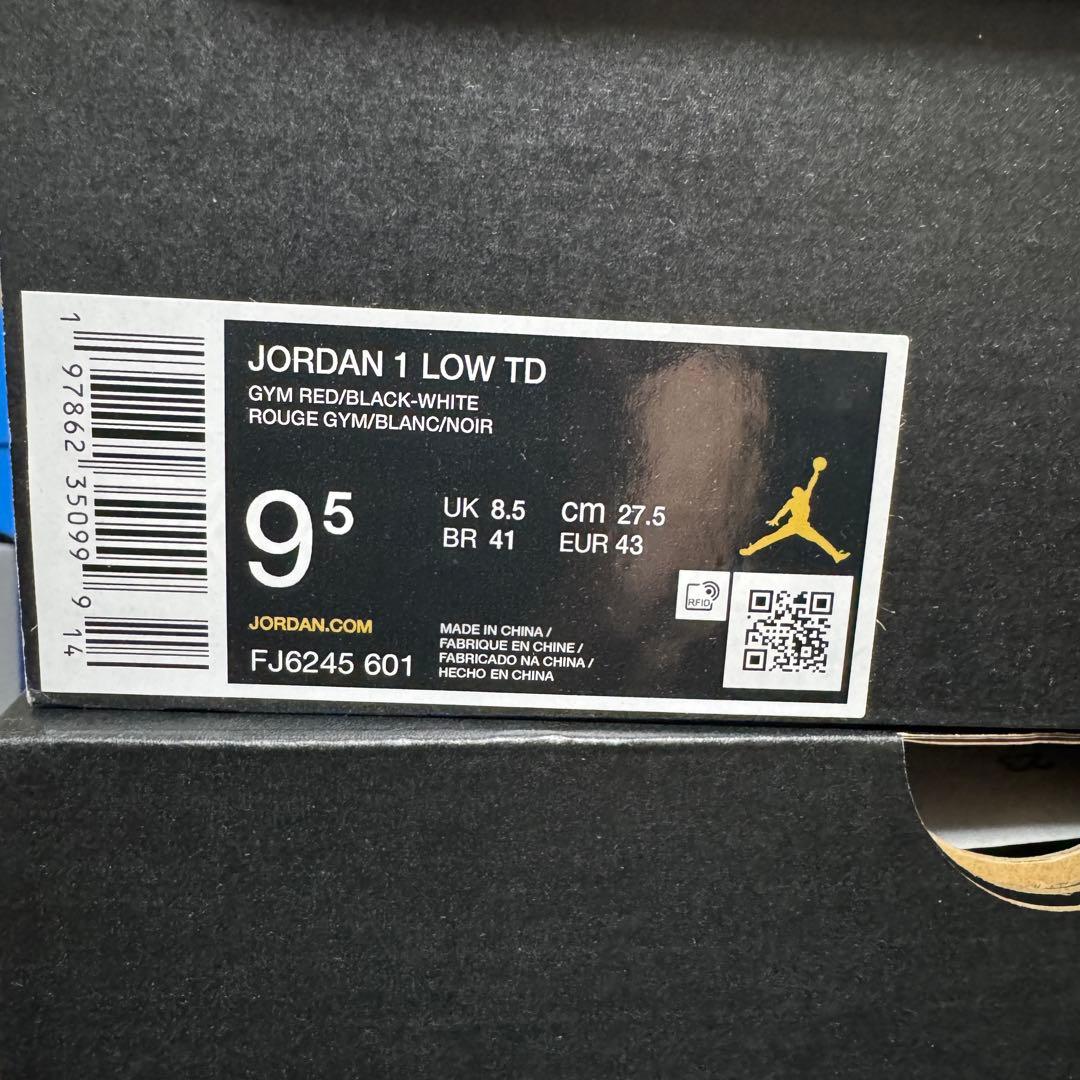 JORDAN 1 LOW TD
GYM RED/BLACK-WHITE
ROUGE GYM/BLANC/NOIR
9⁵
UK 8.5 cm 27.5
BR 41 EUR 43
RFID
JORDAN.COM
FJ6245 601
MADE IN CHINA /
FABRIQUE EN CHINE /
FABRICADO NA CHINA /
HECHO EN CHINA
1 97862 35099 9 14